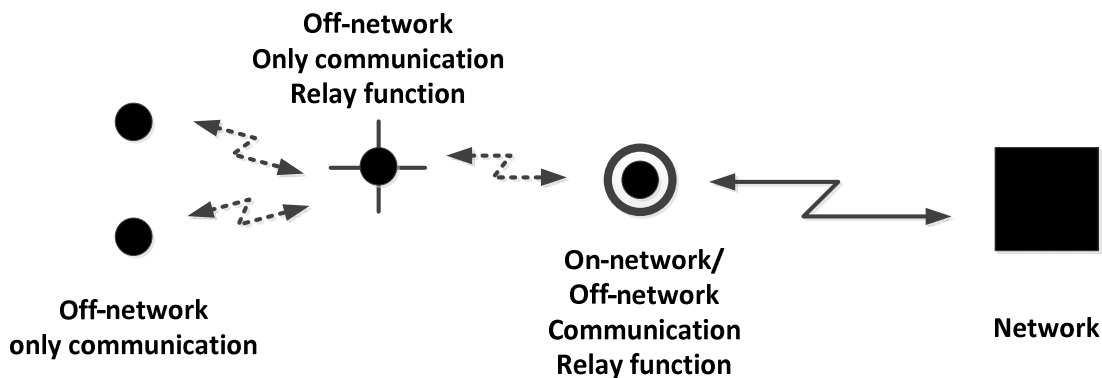 Off-network
Only communication
Relay function
Off-network
only communication
On-network/
Off-network
Communication
Relay function
Network